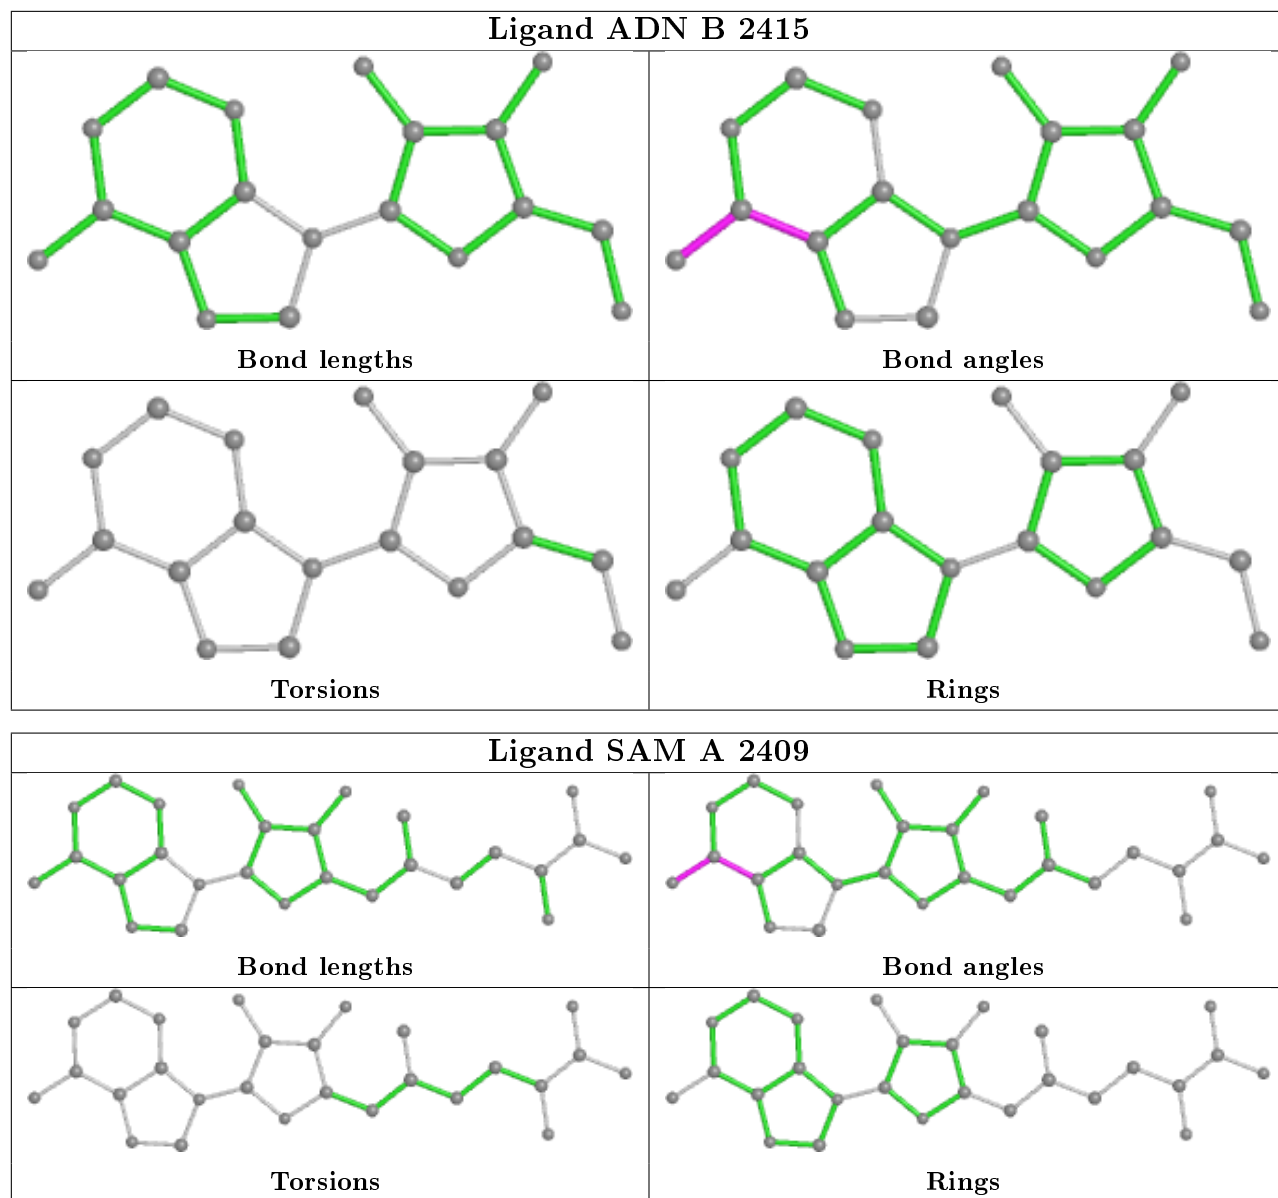 Ligand ADN B 2415
Bond lengths
Bond angles
Torsions
Rings
Ligand SAM A 2409
Bond lengths
Bond angles
Torsions
Rings